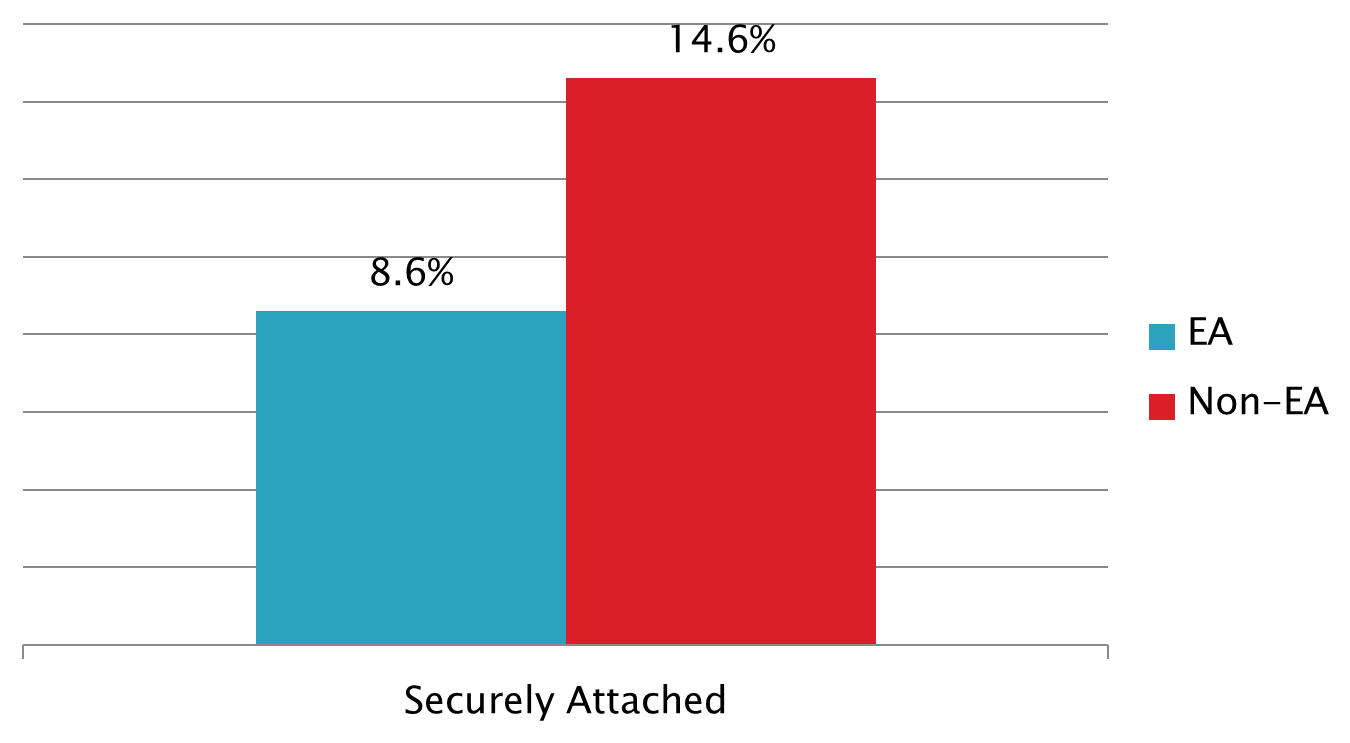 14.6%
8.6%
EA
Non-EA
Securely Attached